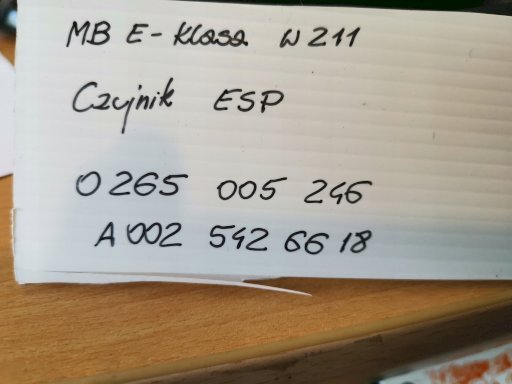 MB E-Klasa W211
Czujnik ESP
0265 005 246
A 002 542 66 18